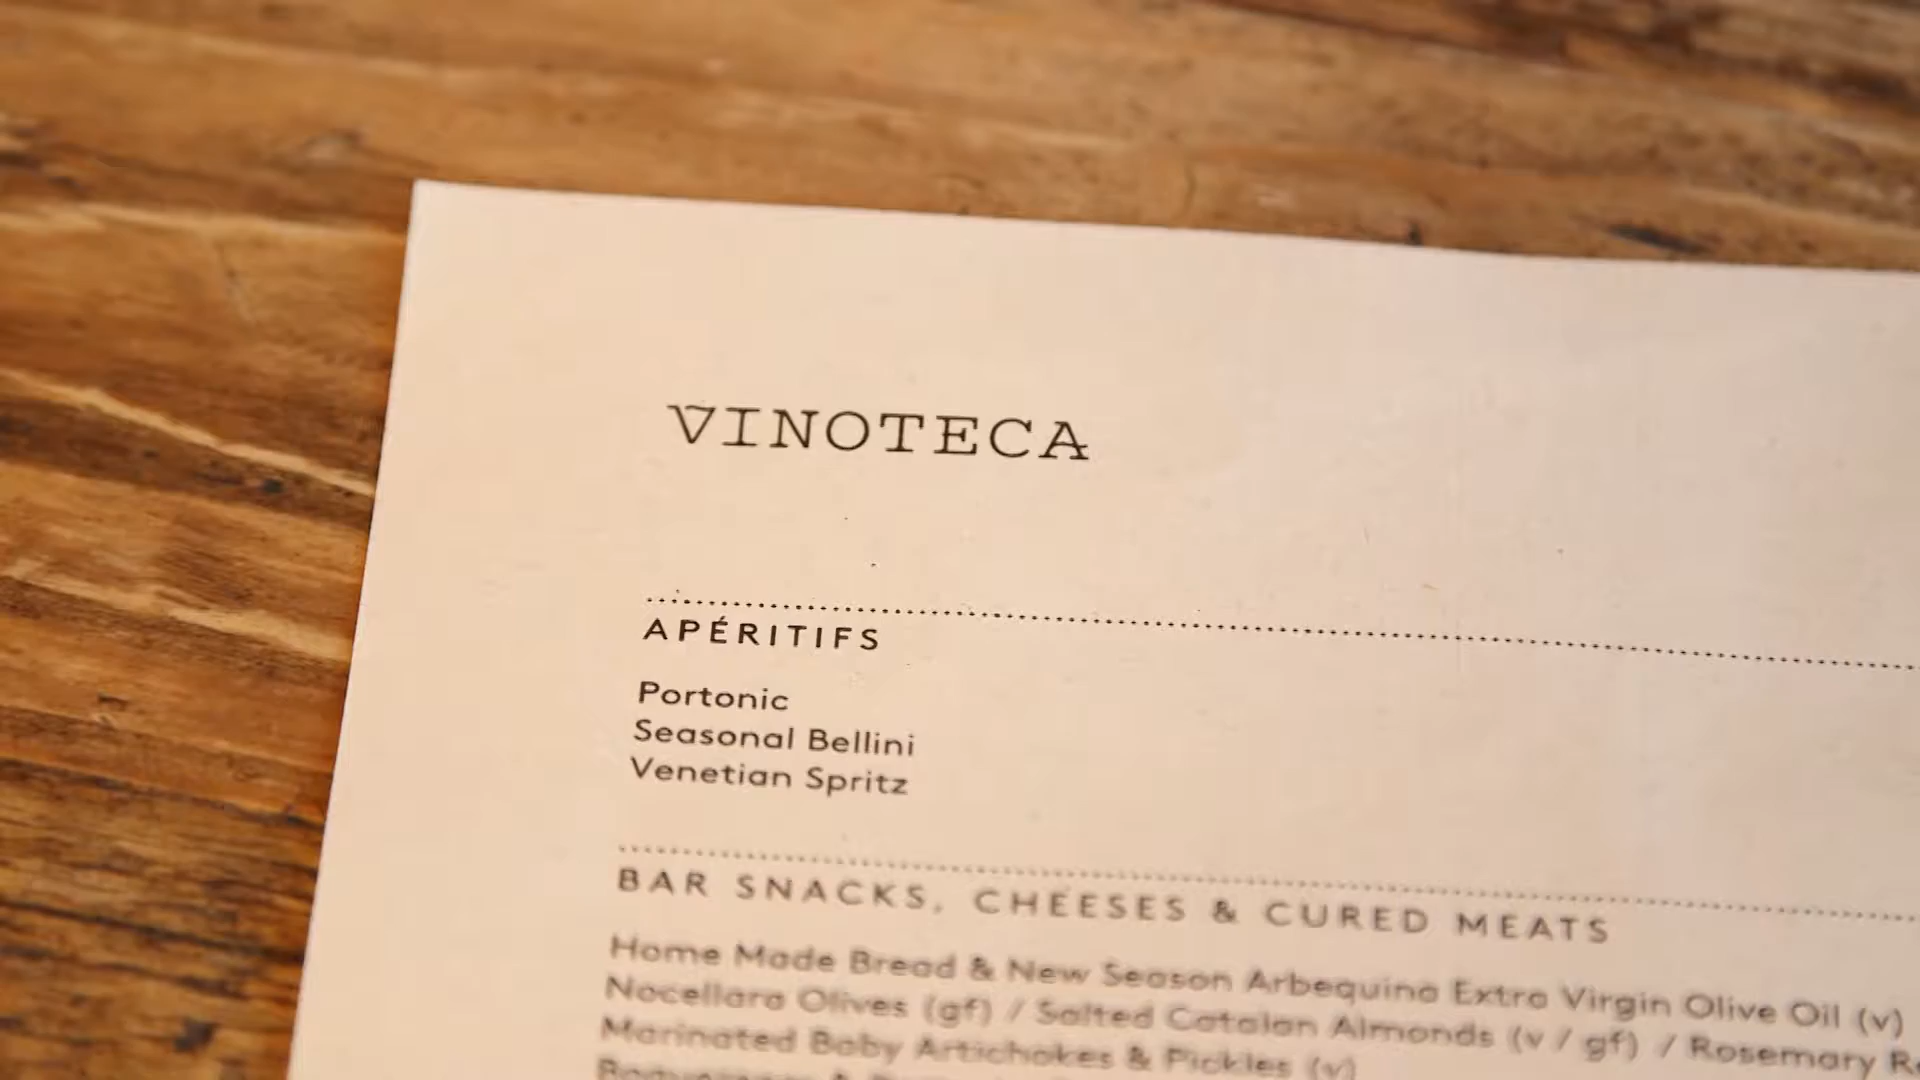 VINOTECA
APÉRITIFS
Portonic
Seasonal Bellini
Venetian Spritz
BAR SNACKS, CHEESES & CURED MEATS
Home Made Bread & New Season Arbequina Extra Virgin Olive Oil (v)
Nocellara Olives (gf) / Salted Catalan Almonds (v / gf) / Rosemary
Marinated Baby Artichokes & Pickles (v)